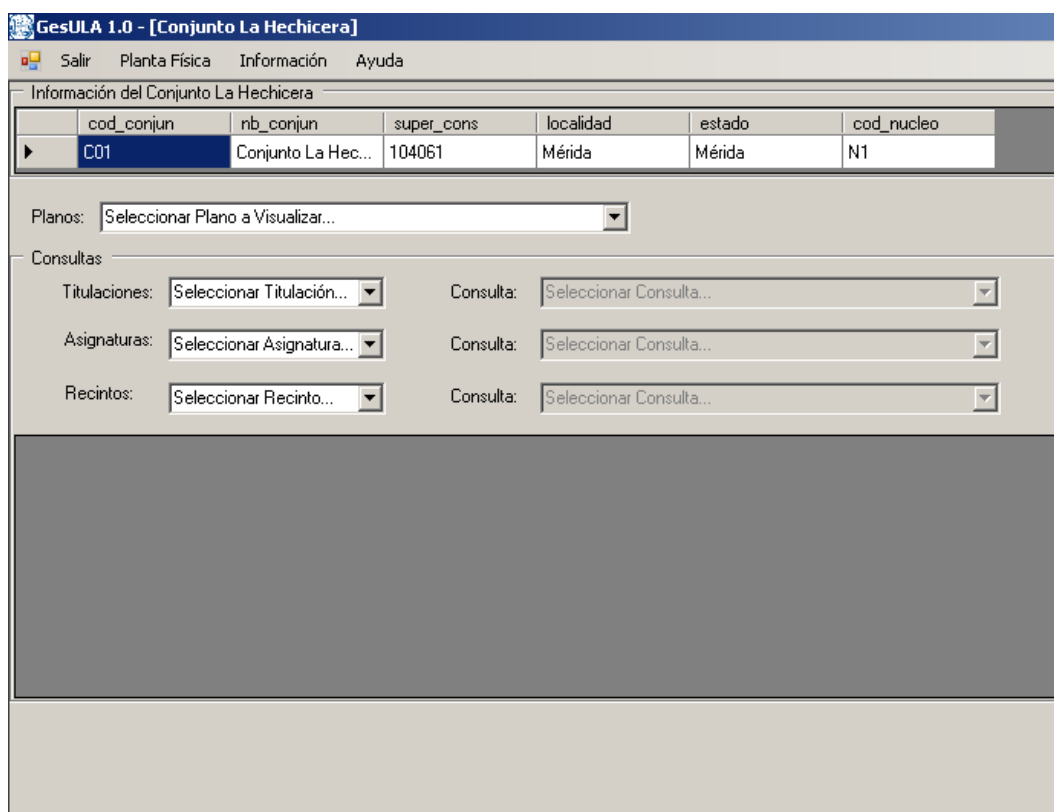 GesULA 1.0 - [Conjunto La Hechicera]
Salir Planta Física Información Ayuda
Información del Conjunto La Hechicera
cod_conjun nb_conjun super_cons localidad estado cod_nucleo
C01 Conjunto La Hec... 104061 Mérida Mérida N1
Planos: Seleccionar Plano a Visualizar...
Consultas
Titulaciones: Seleccionar Titulación... Consulta: Seleccionar Consulta...
Asignaturas: Seleccionar Asignatura... Consulta: Seleccionar Consulta...
Recintos: Seleccionar Recinto... Consulta: Seleccionar Consulta...